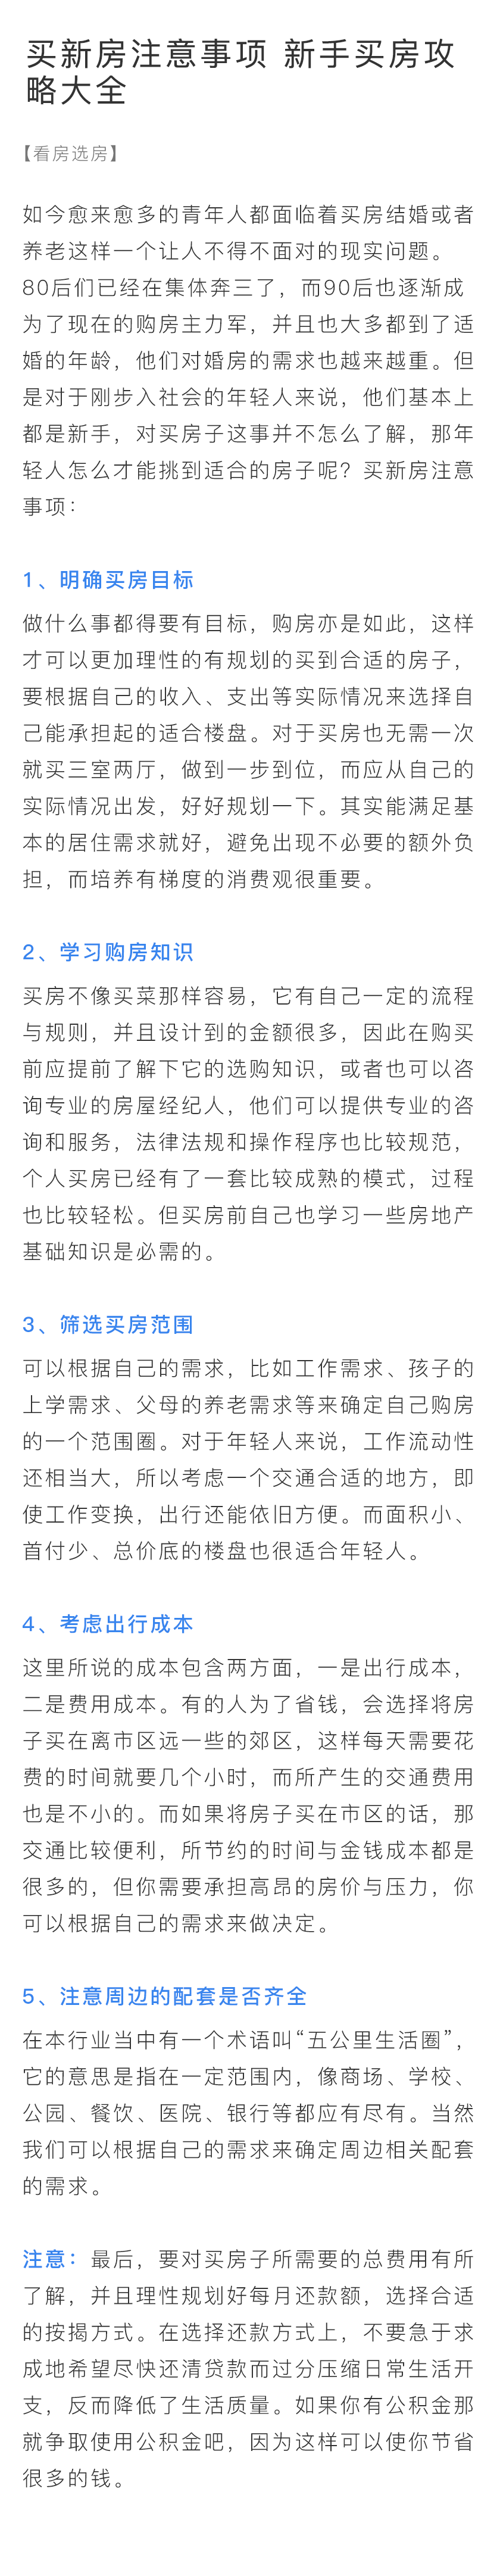 买新房注意事项 新手买房攻
略大全
【看房选房】
如今愈来愈多的青年人都面临着买房结婚或者
养老这样一个让人不得不面对的现实问题。
80后们已经在集体奔三了，而90后也逐渐成
为了现在的购房主力军，并且也大多都到了适
婚的年龄，他们对婚房的需求也越来越重。但
是对于刚步入社会的年轻人来说，他们基本上
都是新手，对买房子这事并不怎么了解，那年
轻人怎么才能挑到适合的房子呢？买新房注意
事项：
1、明确买房目标
做什么事都得要有目标，购房亦是如此，这样
才可以更加理性的有规划的买到合适的房子，
要根据自己的收入、支出等实际情况来选择自
己能承担起的适合楼盘。对于买房也无需一次
就买三室两厅，做到一步到位，而应从自己的
实际情况出发，好好规划一下。其实能满足基
本的居住需求就好，避免出现不必要的额外负
担，而培养有梯度的消费观很重要。
2、学习购房知识
买房不像买菜那样容易，它有自己一定的流程
与规则，并且设计到的金额很多，因此在购买
前应提前了解下它的选购知识，或者也可以咨
询专业的房屋经纪人，他们可以提供专业的咨
询和服务，法律法规和操作程序也比较规范，
个人买房已经有了一套比较成熟的模式，过程
也比较轻松。但买房前自己也学习一些房地产
基础知识是必需的。
3、筛选买房范围
可以根据自己的需求，比如工作需求、孩子的
上学需求、父母的养老需求等来确定自己购房
的一个范围圈。对于年轻人来说，工作流动性
还相当大，所以考虑一个交通合适的地方，即
使工作变换，出行还能依旧方便。而面积小、
首付少、总价底的楼盘也很适合年轻人。
4、考虑出行成本
这里所说的成本包含两方面，一是出行成本，
二是费用成本。有的人为了省钱，会选择将房
子买在离市区远一些的郊区，这样每天需要花
费的时间就要几个小时，而所产生的交通费用
也是不小的。而如果将房子买在市区的话，那
交通比较便利，所节约的时间与金钱成本都是
很多的，但你需要承担高昂的房价与压力，你
可以根据自己的需求来做决定。
5、注意周边的配套是否齐全
在本行业当中有一个术语叫“五公里生活圈”，
它的意思是指在一定范围内，像商场、学校、
公园、餐饮、医院、银行等都应有尽有。当然
我们可以根据自己的需求来确定周边相关配套
的需求。
注意：最后，要对买房子所需要的总费用有所
了解，并且理性规划好每月还款额，选择合适
的按揭方式。在选择还款方式上，不要急于求
成地希望尽快还清贷款而过分压缩日常生活开
支，反而降低了生活质量。如果你有公积金那
就争取使用公积金吧，因为这样可以使你节省
很多的钱。